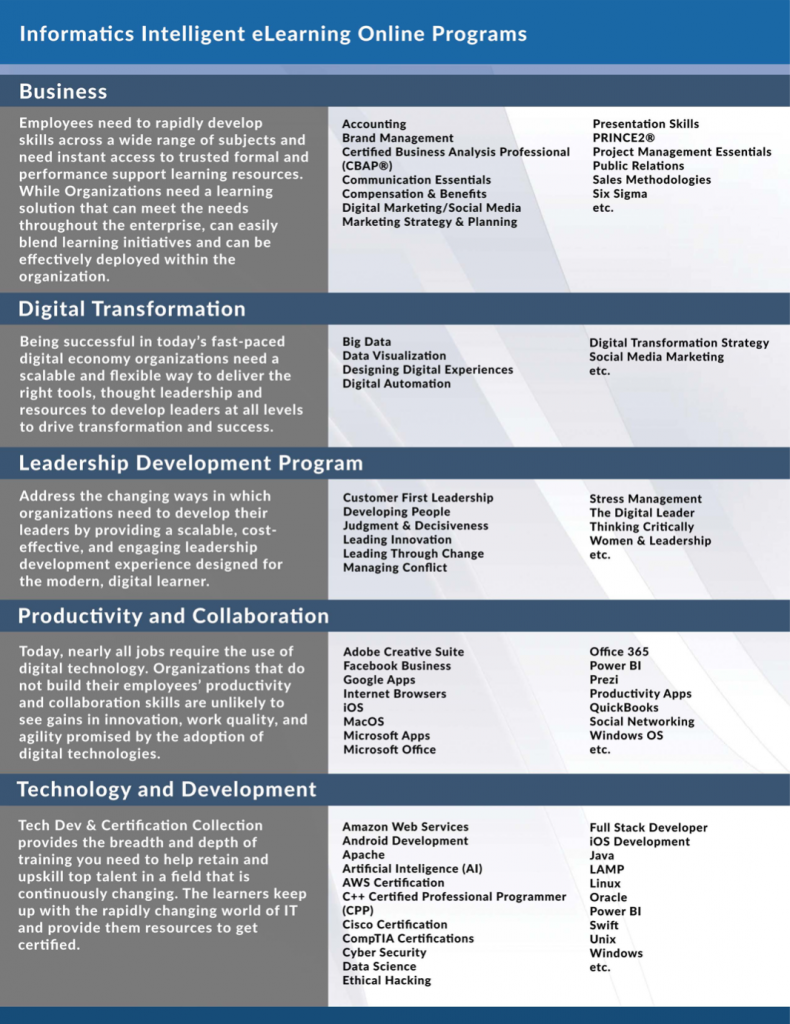 Informatics Intelligent eLearning Online Programs
Business
Employees need to rapidly develop
skills across a wide range of subjects and
need instant access to trusted formal and
performance support learning resources.
While Organizations need a learning
solution that can meet the needs
throughout the enterprise, can easily
blend learning initiatives and can be
effectively deployed within the
organization.
Accounting
Brand Management
Certified Business Analysis Professional
(CBAP®)
Communication Essentials
Compensation & Benefits
Digital Marketing/Social Media
Marketing Strategy & Planning
Presentation Skills
PRINCE2®
Project Management Essentials
Public Relations
Sales Methodologies
Six Sigma
etc.
Digital Transformation
Being successful in today's fast-paced
digital economy organizations need a
scalable and flexible way to deliver the
right tools, thought leadership and
resources to develop leaders at all levels
to drive transformation and success.
Big Data
Data Visualization
Designing Digital Experiences
Digital Automation
Digital Transformation Strategy
Social Media Marketing
etc.
Leadership Development Program
Address the changing ways in which
organizations need to develop their
leaders by providing a scalable, cost-
effective, and engaging leadership
development experience designed for
the modern, digital learner.
Customer First Leadership
Developing People
Judgment & Decisiveness
Leading Innovation
Leading Through Change
Managing Conflict
Stress Management
The Digital Leader
Thinking Critically
Women & Leadership
etc.
Productivity and Collaboration
Today, nearly all jobs require the use of
digital technology. Organizations that do
not build their employees' productivity
and collaboration skills are unlikely to
see gains in innovation, work quality, and
agility promised by the adoption of
digital technologies.
Adobe Creative Suite
Facebook Business
Google Apps
Internet Browsers
iOS
MacOS
Microsoft Apps
Microsoft Office
Office 365
Power BI
Prezi
Productivity Apps
QuickBooks
Social Networking
Windows OS
etc.
Technology and Development
Tech Dev & Certification Collection
provides the breadth and depth of
training you need to help retain and
upskill top talent in a field that is
continuously changing. The learners keep
up with the rapidly changing world of IT
and provide them resources to get
certified.
Amazon Web Services
Android Development
Apache
Artificial Inteligence (AI)
AWS Certification
C++ Certified Professional Programmer
(CPP)
Cisco Certification
CompTIA Certifications
Cyber Security
Data Science
Ethical Hacking
Full Stack Developer
iOS Development
Java
LAMP
Linux
Oracle
Power BI
Swift
Unix
Windows
etc.